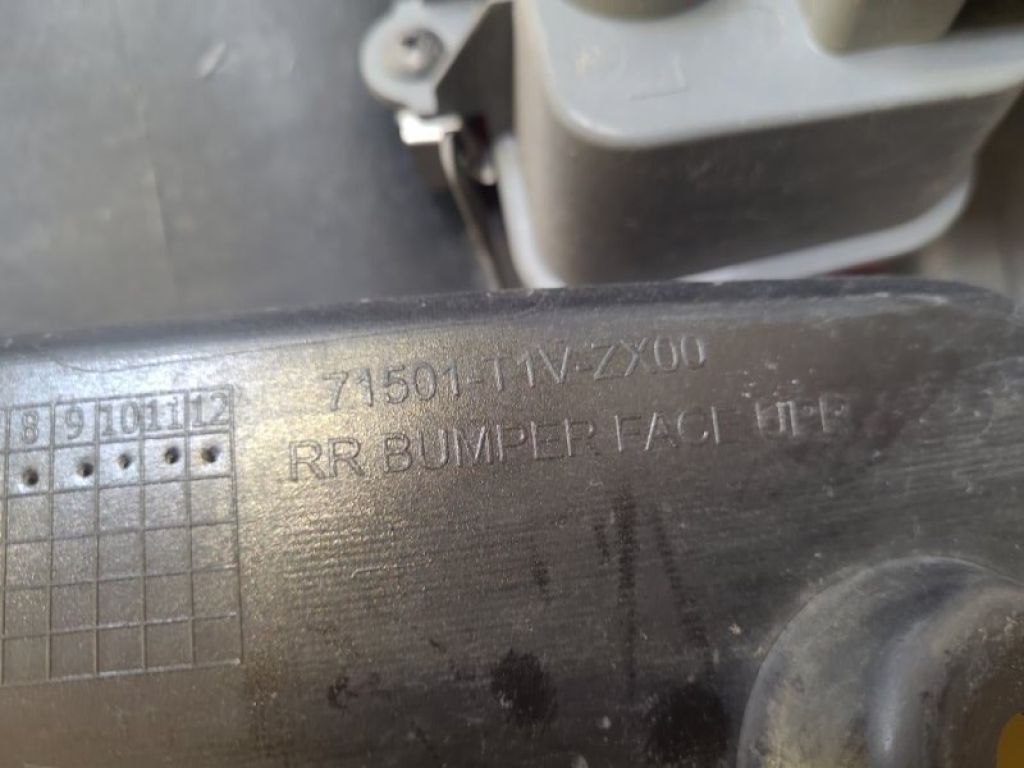 71501-T1V-ZX00
RR BUMPER FACE UPR
8 9 10 11 12